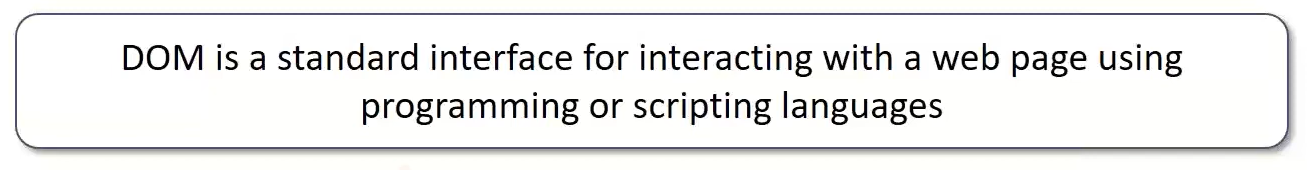 DOM is a standard interface for interacting with a web page using
programming or scripting languages